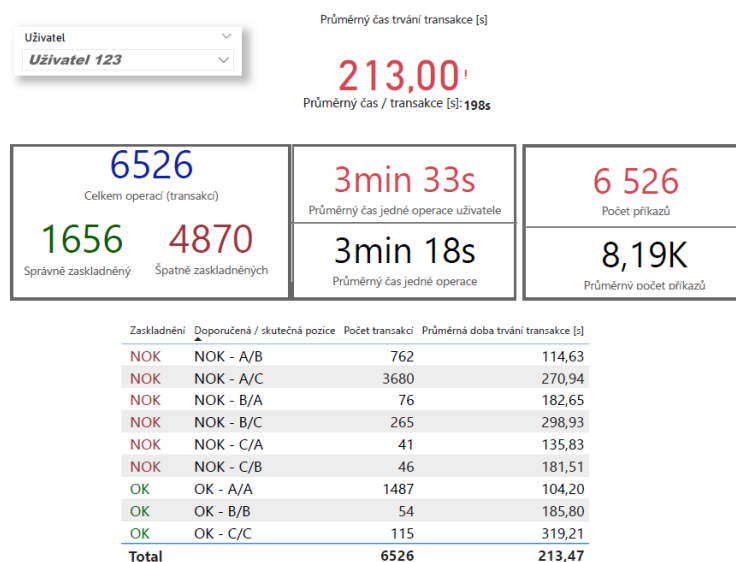 Průměrný čas trvání transakce [s]
Uživatel
Uživatel 123
213,00!
Průměrný čas / transakce [s]: 198s
6526
Celkem operací (transakcí)
1656
Správně zaskladněný
4870
Špatně zaskladněných
3min 33s
Průměrný čas jedné operace uživatele
3min 18s
Průměrný čas jedné operace
6 526
Počet příkazů
8,19K
Průměrný počet příkazů
Zaskladnění Doporučená / skutečná pozice Počet transakcí Průměrná doba trvání transakce [s]
NOK NOK - A/B 762 114,63
NOK NOK - A/C 3680 270,94
NOK NOK - B/A 76 182,65
NOK NOK - B/C 265 298,93
NOK NOK - C/A 41 135,83
NOK NOK - C/B 46 181,51
OK OK - A/A 1487 104,20
OK OK - B/B 54 185,80
OK OK - C/C 115 319,21
Total 6526 213,47